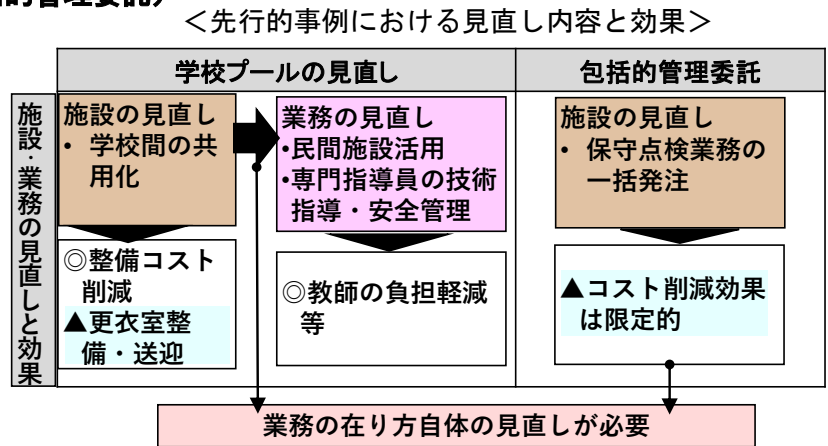 的管理委託）
＜先行的事例における見直し内容と効果＞
学校プールの見直し
包括的管理委託
施設・業務の見直しと効果
施設の見直し
• 学校間の共
用化
業務の見直し
•民間施設活用
•専門指導員の技術
指導・安全管理
施設の見直し
• 保守点検業務の
一括発注
◎整備コスト
削減
▲更衣室整
備・送迎
◎教師の負担軽減
等
▲コスト削減効果
は限定的
業務の在り方自体の見直しが必要